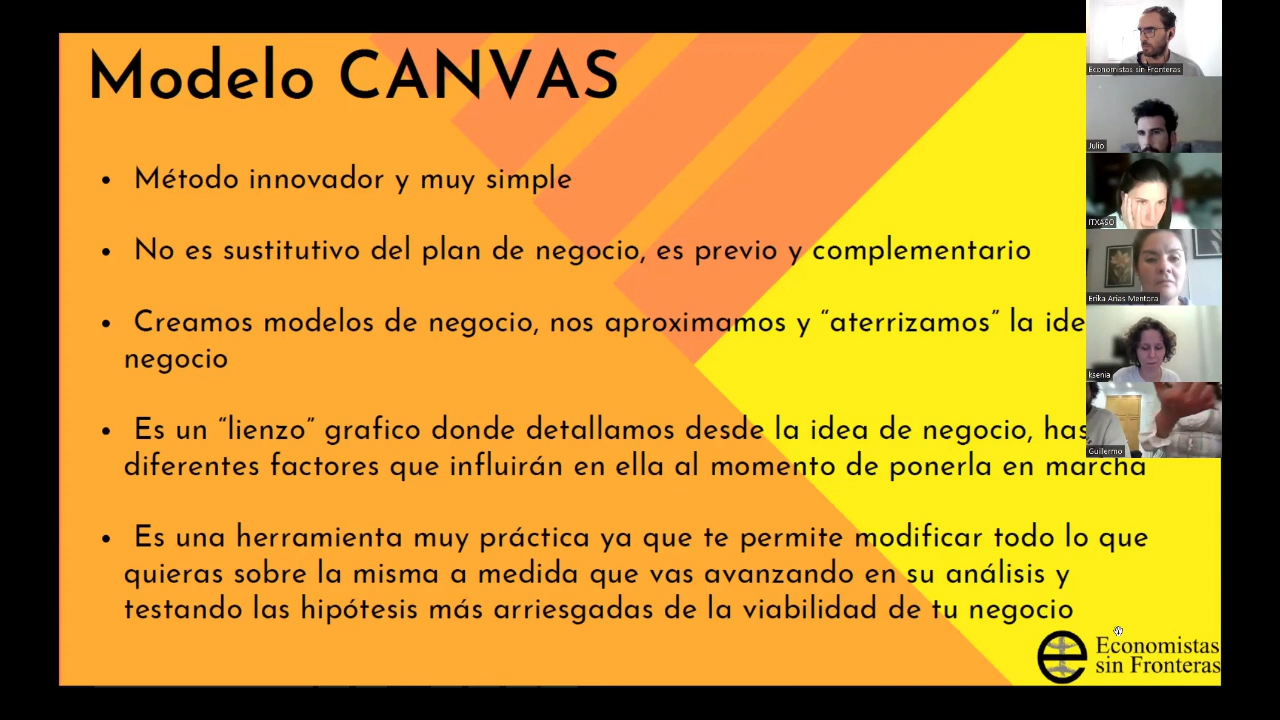 Modelo CANVAS
• Método innovador y muy simple
• No es sustitutivo del plan de negocio, es previo y complementario
• Creamos modelos de negocio, nos aproximamos y “aterrizamos” la ide
negocio
• Es un “lienzo” grafico donde detallamos desde la idea de negocio, has
diferentes factores que influirán en ella al momento de ponerla en marcha
• Es una herramienta muy práctica ya que te permite modificar todo lo que
quieras sobre la misma a medida que vas avanzando en su análisis y
testando las hipótesis más arriesgadas de la viabilidad de tu negocio
Economistas
sin Fronteras
Economistas sin Fronteras
Julio
ITXASO
Erika Arias Mentora
ksenia
Guillermo